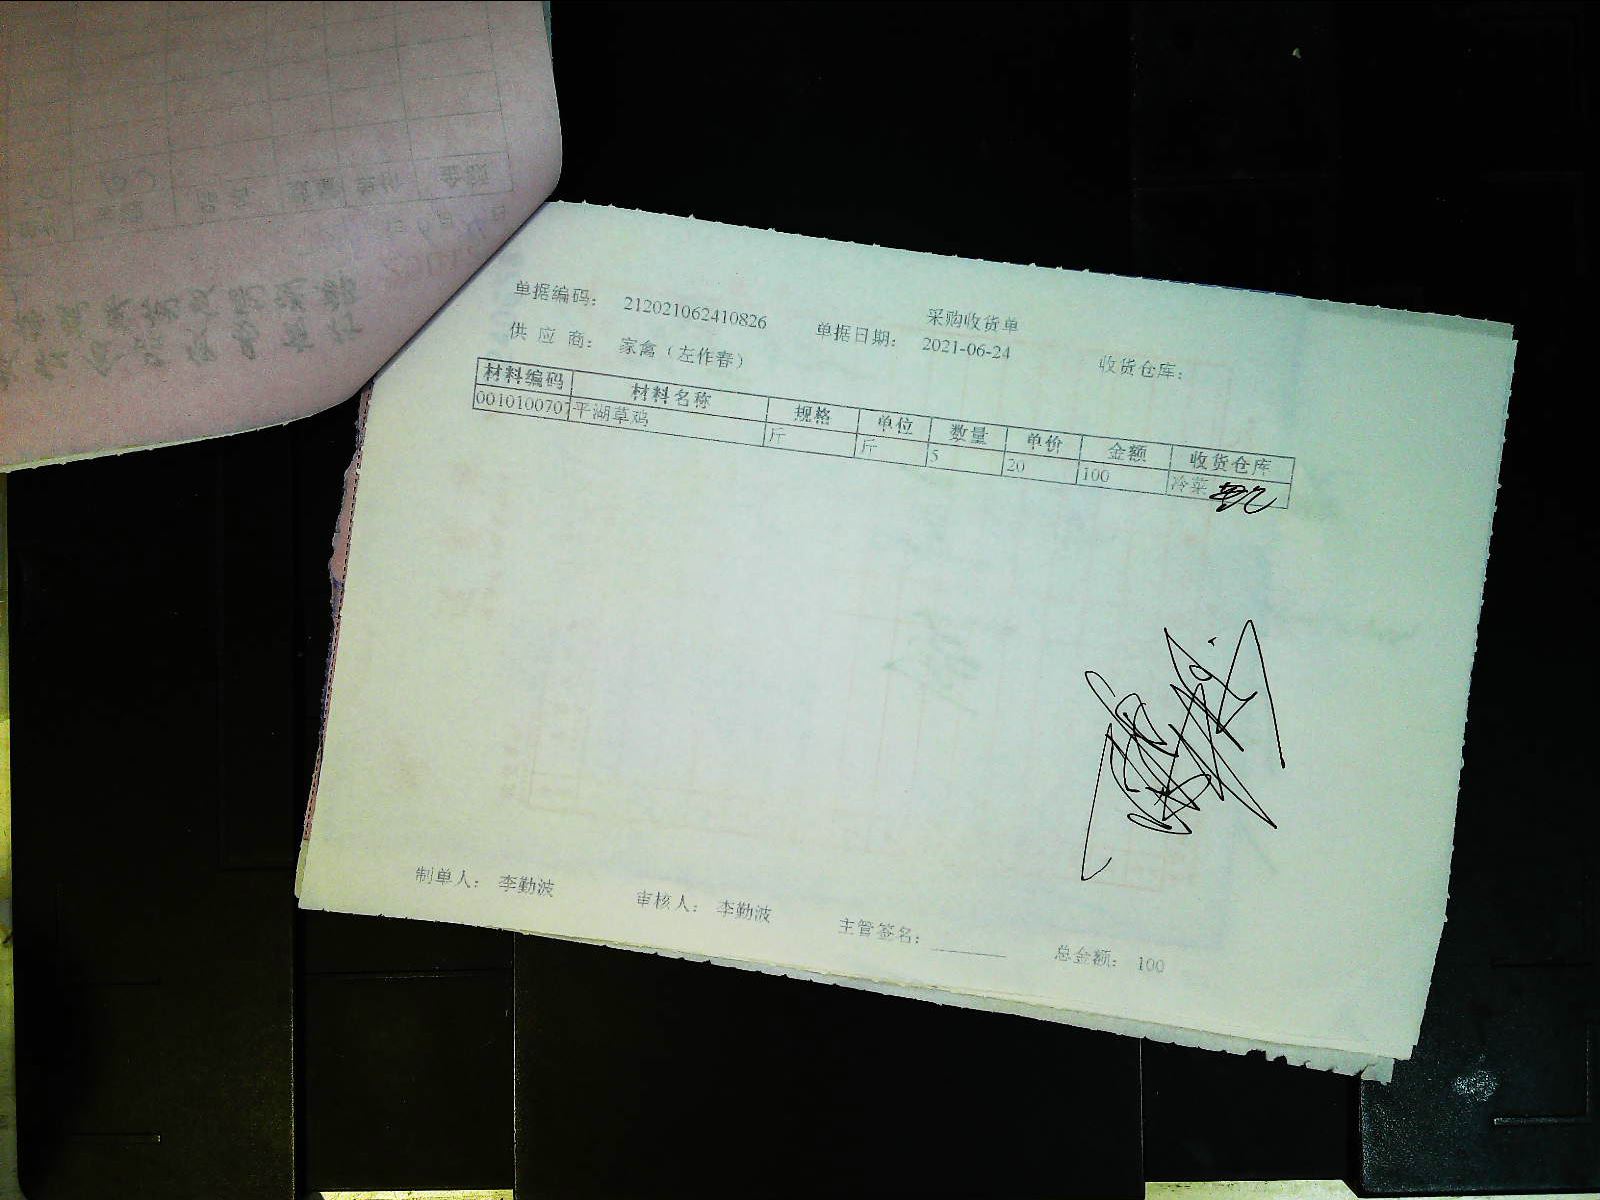 采购收货单
单据编码： 212021062410826 单据日期： 2021-06-24 收货仓库：
供 应 商： 家禽（左作春）
材料编码 材料名称 规格 单位 数量 单价 金额 收货仓库
0010100707 平湖草鸡 斤 斤 5 20 100 冷菜
制单人： 李勤波 审核人： 李勤波 主管签名： 总金额： 100